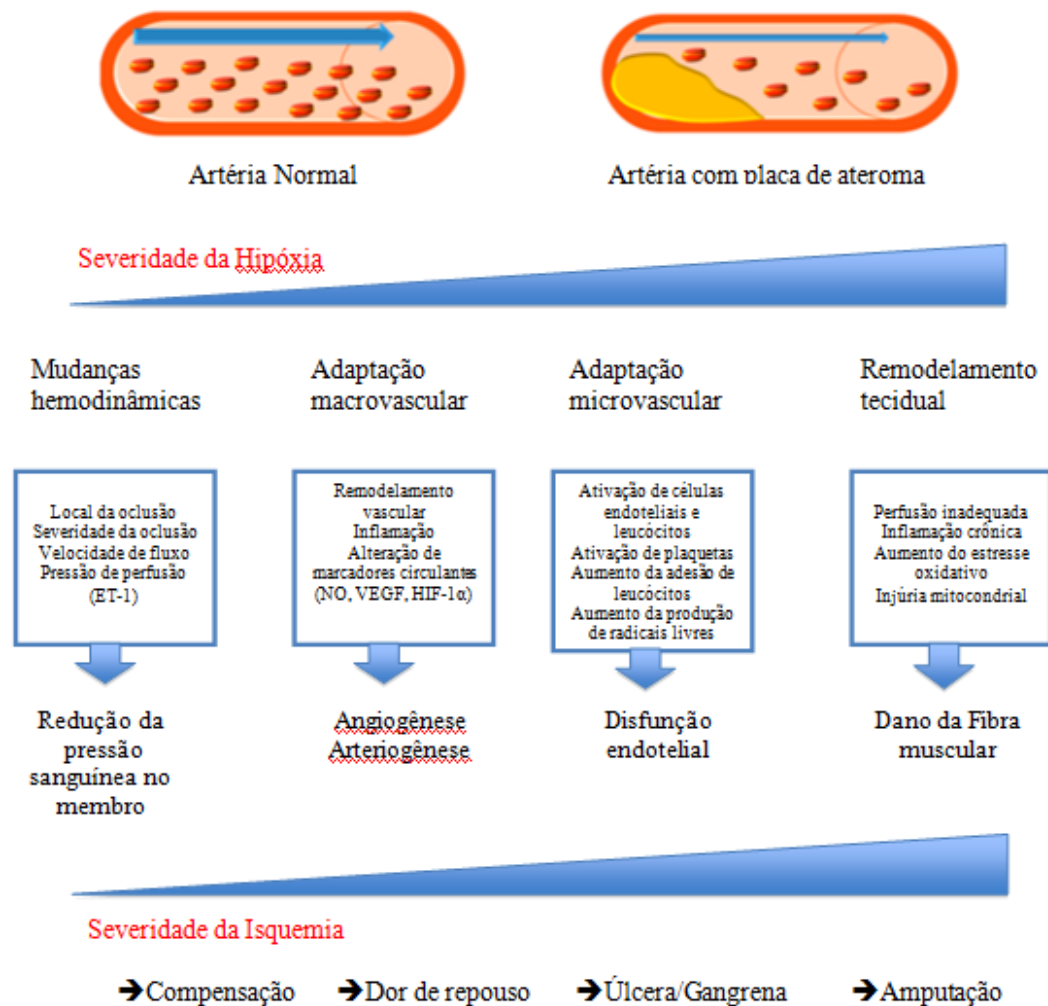 Artéria Normal
Artéria com placa de ateroma
Severidade da Hipóxia
Mudanças
hemodinâmicas
Adaptação
macrovascular
Adaptação
microvascular
Remodelamento
tecidual
Local da oclusão
Severidade da oclusão
Velocidade de fluxo
Pressão de perfusão
(ET-1)
Remodelamento
vascular
Inflamação
Alteração de
marcadores circulantes
(NO, VEGF, HIF-1α)
Ativação de células
endoteliais e
leucócitos
Ativação de plaquetas
Aumento da adesão de
leucócitos
Aumento da produção
de radicais livres
Perfusão inadequada
Inflamação crônica
Aumento do estresse
oxidativo
Injúria mitocondrial
Redução da
pressão
sanguínea no
membro
Angiogênese
Arteriogênese
Disfunção
endotelial
Dano da Fibra
muscular
Severidade da Isquemia
➔Compensação
➔Dor de repouso
➔Úlcera/Gangrena
➔Amputação